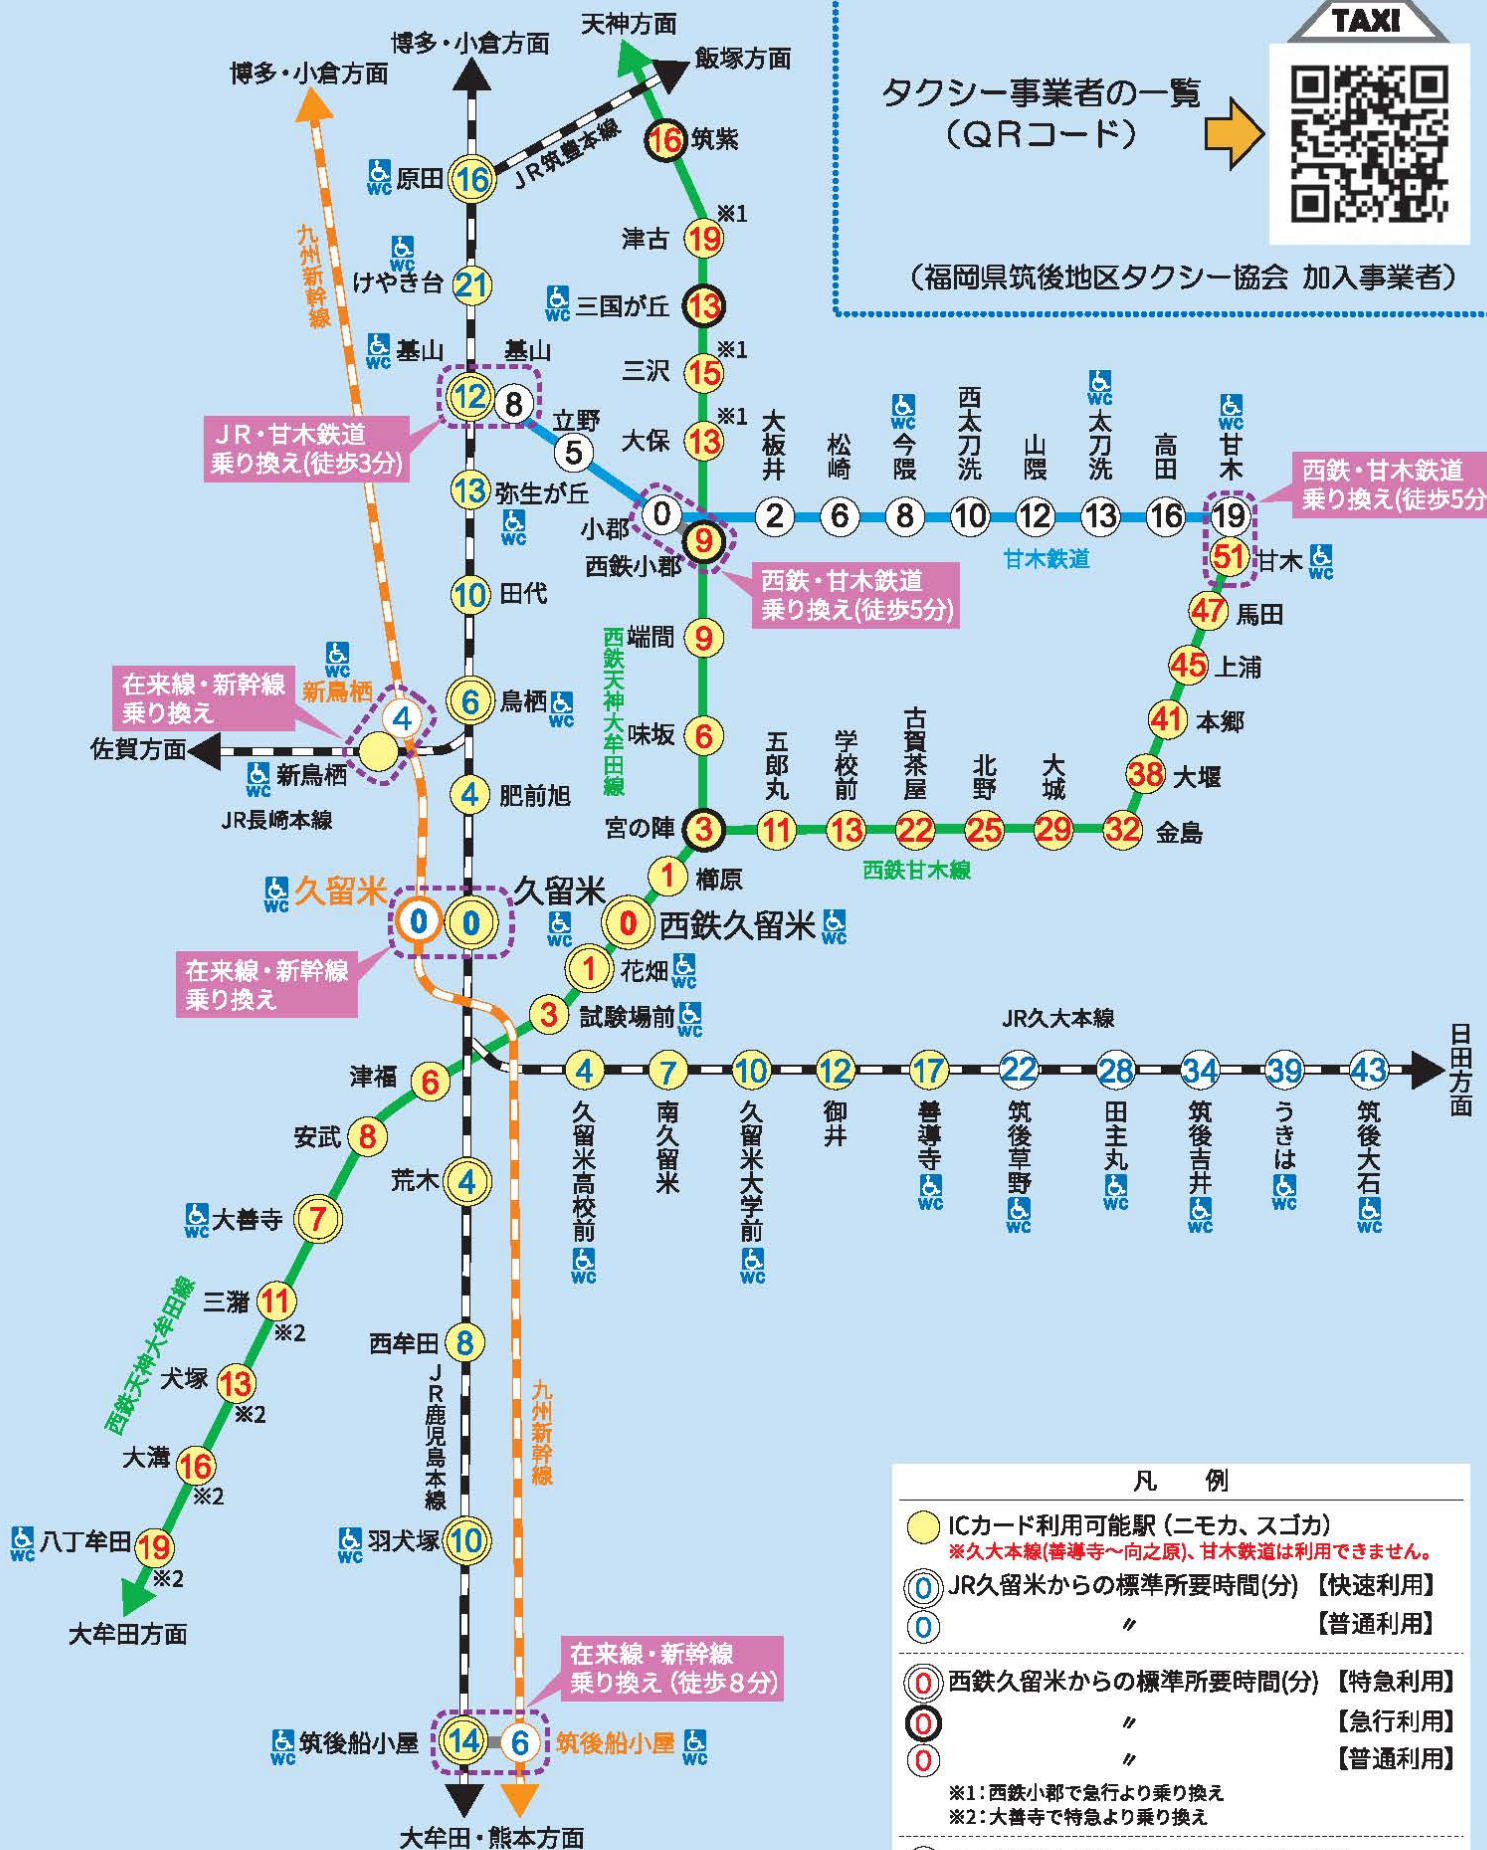 天神方面
博多・小倉方面
博多・小倉方面
飯塚方面
TAXI
タクシー事業者の一覧
(QRコード)
(福岡県筑後地区タクシー協会 加入事業者)
16 筑紫
JR筑豊本線
WC 原田 16
九州新幹線
※1
津古 19
WC
けやき台 21
WC 三国が丘 13
WC 基山 12
基山 8
※1
三沢 15
JR・甘木鉄道
乗り換え(徒歩3分)
立野 5
※1
大保 13
大板井 2
松崎 6
WC 今隈 8
西太刀洗 10
山隈 12
WC 太刀洗 13
高田 16
WC 甘木 19
西鉄・甘木鉄道
乗り換え(徒歩5分
13 弥生が丘
WC
小郡 0
西鉄小郡 9
甘木鉄道
51 甘木 WC
西鉄・甘木鉄道
乗り換え(徒歩5分)
10 田代
47 馬田
西鉄天神大牟田線
端間 9
45 上浦
WC
新鳥栖 4
在来線・新幹線
乗り換え
6 鳥栖 WC
41 本郷
佐賀方面
WC 新鳥栖
JR長崎本線
味坂 6
38 大堰
4 肥前旭
宮の陣 3
五郎丸 11
学校前 13
古賀茶屋 22
北野 25
大城 29
32 金島
西鉄甘木線
1 櫛原
WC 久留米 0
0 久留米
WC
0 西鉄久留米 WC
在来線・新幹線
乗り換え
1 花畑 WC
3 試験場前 WC
JR久大本線
日田方面
津福 6
4 久留米高校前 WC
7 南久留米
10 久留米大学前 WC
12 御井
17 善導寺 WC
22 筑後草野 WC
28 田主丸 WC
34 筑後吉井 WC
39 うきは WC
43 筑後大石 WC
安武 8
荒木 4
WC 大善寺 7
西鉄天神大牟田線
三潴 11
※2
西牟田 8
犬塚 13
※2
JR鹿児島本線
九州新幹線
大溝 16
※2
WC 八丁牟田 19
※2
WC 羽犬塚 10
大牟田方面
在来線・新幹線
乗り換え(徒歩8分)
WC 筑後船小屋 14
6 筑後船小屋 WC
大牟田・熊本方面
凡 例
ICカード利用可能駅(ニモカ、スゴカ)
※久大本線(善導寺〜向之原)、甘木鉄道は利用できません。
0 JR久留米からの標準所要時間(分) 【快速利用】
0 〃 【普通利用】
0 西鉄久留米からの標準所要時間(分) 【特急利用】
0 〃 【急行利用】
0 〃 【普通利用】
※1:西鉄小郡で急行より乗り換え
※2:大善寺で特急より乗り換え